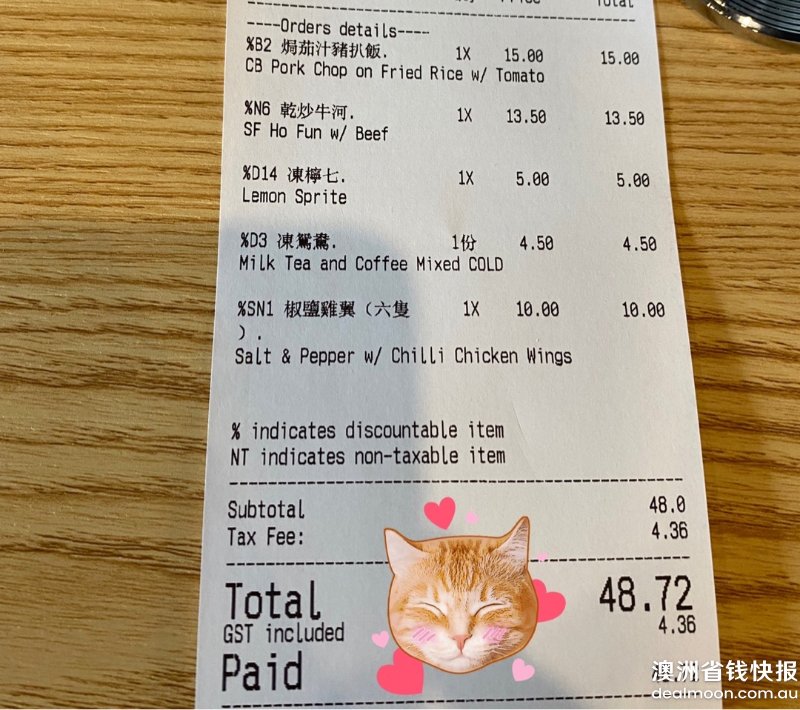 Total
----Orders details----
%B2 焗茄汁豬扒飯. 1X 15.00 15.00
CB Pork Chop on Fried Rice w/ Tomato
%N6 乾炒牛河. 1X 13.50 13.50
SF Ho Fun w/ Beef
%D14 凍檸七. 1X 5.00 5.00
Lemon Sprite
%D3 凍鴛鴦. 1份 4.50 4.50
Milk Tea and Coffee Mixed COLD
%SN1 椒鹽雞翼（六隻 1X 10.00 10.00
）.
Salt & Pepper w/ Chilli Chicken Wings
% indicates discountable item
NT indicates non-taxable item
Subtotal 48.0
Tax Fee: 4.36
Total 48.72
GST included 4.36
Paid
澳洲省钱快报
dealmoon.com.au